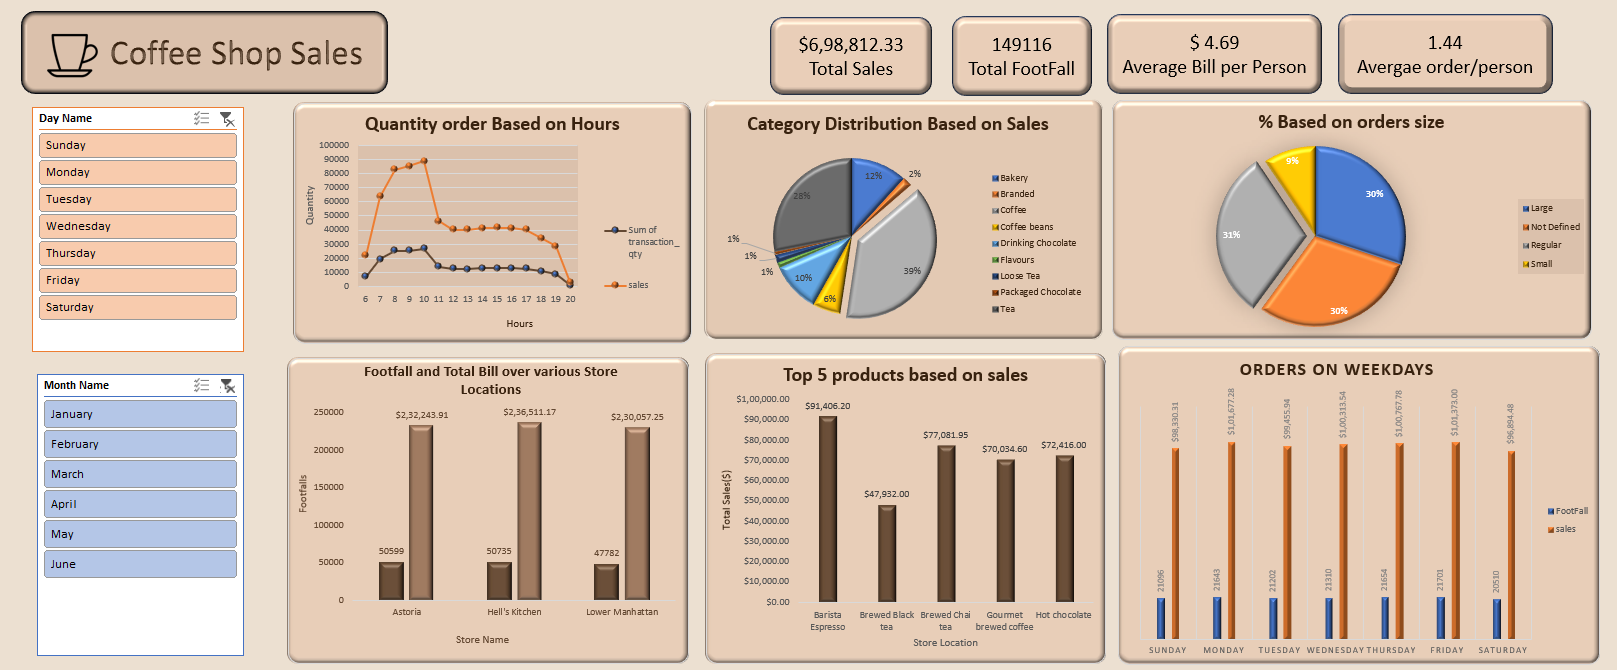 Coffee Shop Sales
$6,98,812.33
Total Sales
149116
Total FootFall
$ 4.69
Average Bill per Person
1.44
Avergae order/person
Day Name
Sunday
Monday
Tuesday
Wednesday
Thursday
Friday
Saturday
Month Name
January
February
March
April
May
June
Quantity order Based on Hours
Quantity
100000
90000
80000
70000
60000
50000
40000
30000
20000
10000
0
6 7 8 9 10 11 12 13 14 15 16 17 18 19 20
Hours
Sum of
transaction_
qty
sales
Category Distribution Based on Sales
12%
2%
39%
6%
10%
1%
1%
1%
28%
Bakery
Branded
Coffee
Coffee beans
Drinking Chocolate
Flavours
Loose Tea
Packaged Chocolate
Tea
% Based on orders size
30%
30%
31%
9%
Large
Not Defined
Regular
Small
Footfall and Total Bill over various Store
Locations
Footfalls
250000
200000
150000
100000
50000
0
$2,32,243.91
$2,36,511.17
$2,30,057.25
50599
50735
47782
Astoria
Hell's Kitchen
Lower Manhattan
Store Name
Top 5 products based on sales
Total Sales($)
$1,00,000.00
$90,000.00
$80,000.00
$70,000.00
$60,000.00
$50,000.00
$40,000.00
$30,000.00
$20,000.00
$10,000.00
$0.00
$91,406.20
$47,932.00
$77,081.95
$70,034.60
$72,416.00
Barista
Espresso
Brewed Black
tea
Brewed Chai
tea
Gourmet
brewed coffee
Hot chocolate
Store Location
ORDERS ON WEEKDAYS
21096
$98,330.31
21643
$1,01,677.28
21202
$99,455.94
21310
$1,00,313.54
21654
$1,00,767.78
21701
$1,01,373.00
20510
$96,894.48
SUNDAY
MONDAY
TUESDAY
WEDNESDAY
THURSDAY
FRIDAY
SATURDAY
FootFall
sales